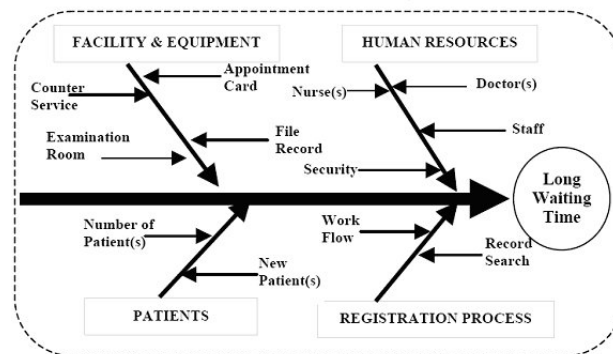 FACILITY & EQUIPMENT
HUMAN RESOURCES
Appointment
Card
Counter
Service
Examination
Room
File
Record
Nurse(s)
Doctor(s)
Staff
Security
Long
Waiting
Time
Number of
Patient(s)
New
Patient(s)
Work
Flow
Record
Search
PATIENTS
REGISTRATION PROCESS